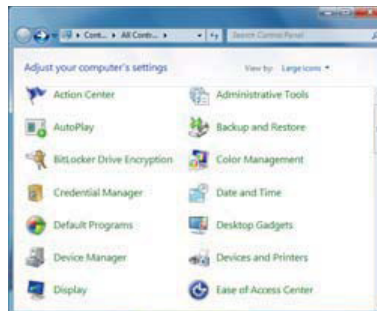 Cont... All Contr...
Search Control Panel
Adjust your computer's settings
View by: Large icons
Action Center
Administrative Tools
AutoPlay
Backup and Restore
BitLocker Drive Encryption
Color Management
Credential Manager
Date and Time
Default Programs
Desktop Gadgets
Device Manager
Devices and Printers
Display
Ease of Access Center